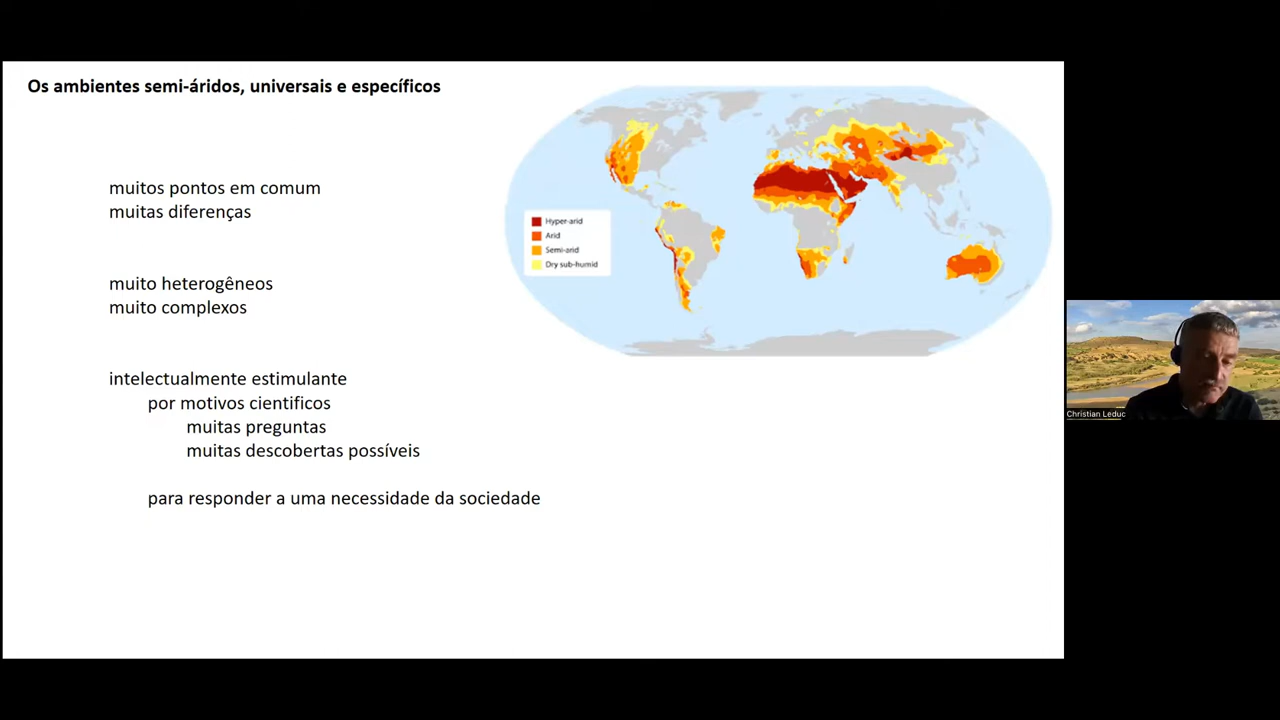 Os ambientes semi-áridos, universais e específicos
muitos pontos em comum
muitas diferenças
muito heterogêneos
muito complexos
intelectualmente estimulante
por motivos cientificos
muitas preguntas
muitas descobertas possíveis
para responder a uma necessidade da sociedade
Hyper-arid
Arid
Semi-arid
Dry sub-humid
Christian Leduc